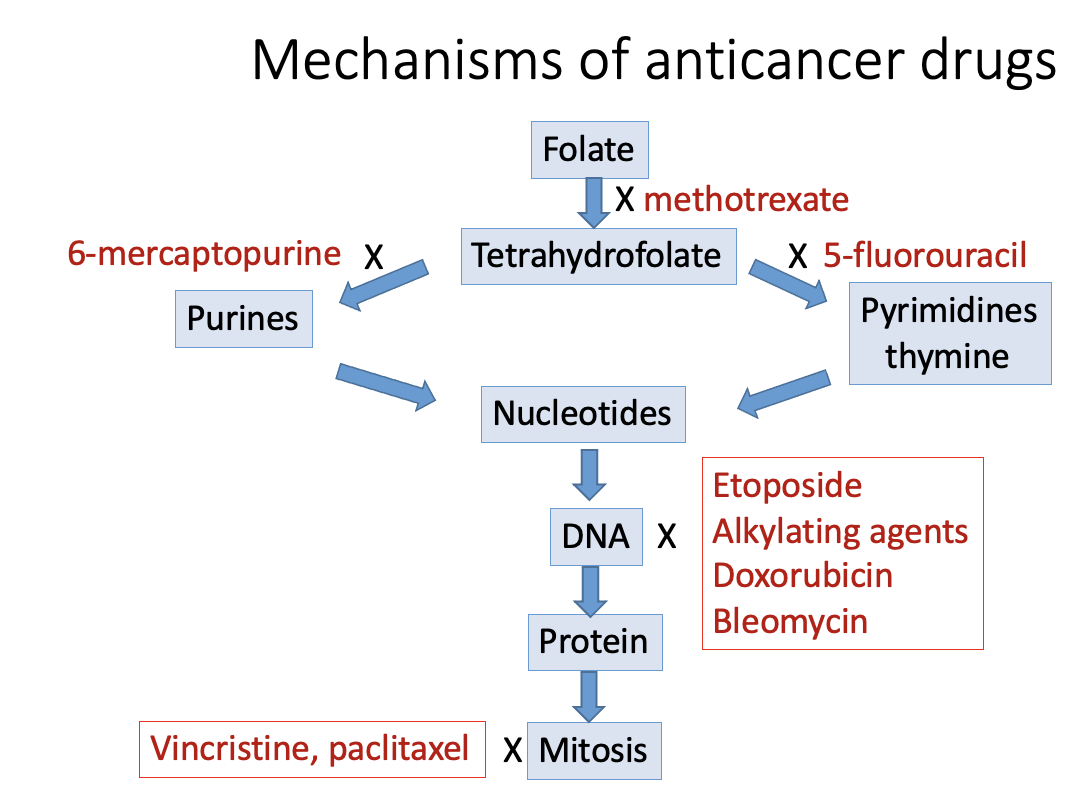 Mechanisms of anticancer drugs
Folate
X methotrexate
6-mercaptopurine X
Tetrahydrofolate
X 5-fluorouracil
Purines
Pyrimidines
thymine
Nucleotides
DNA X
Etoposide
Alkylating agents
Doxorubicin
Bleomycin
Protein
Vincristine, paclitaxel X Mitosis